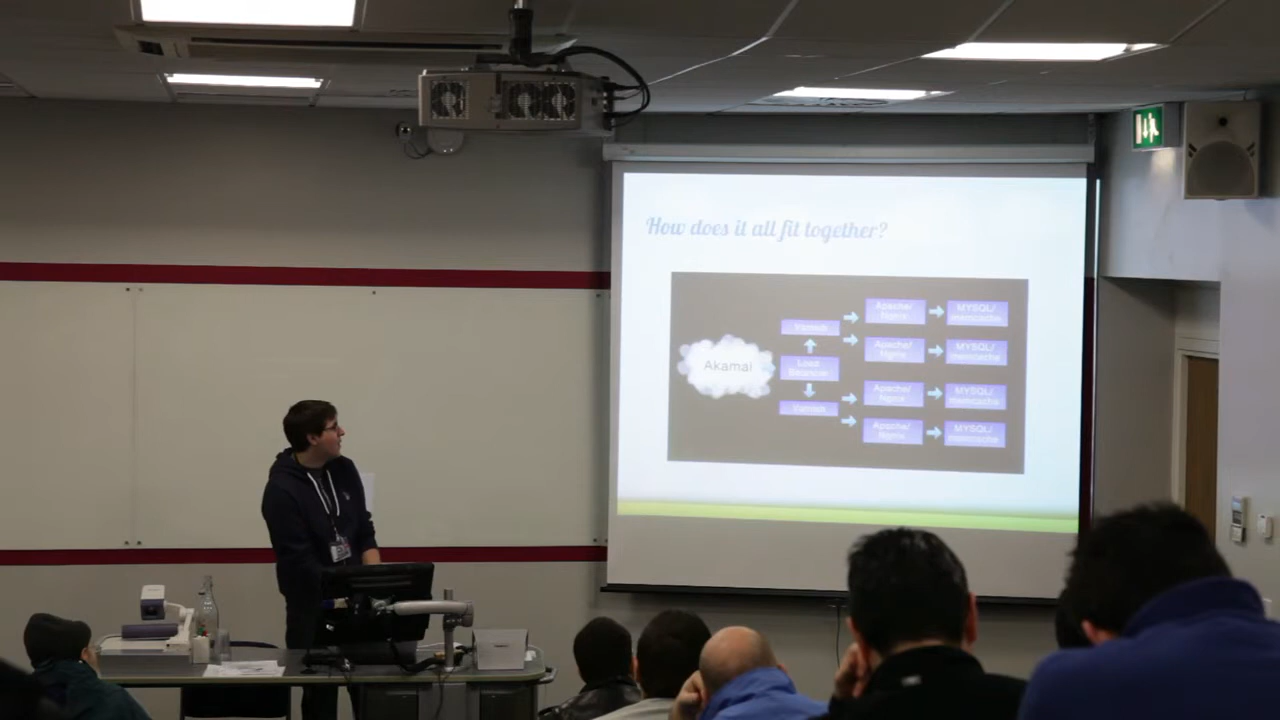 How does it all fit together?
Akamai
Varnish
Load
Balancer
Varnish
Apache/
Nginx
MYSQL/
memcache
Apache/
Nginx
MYSQL/
memcache
Apache/
Nginx
MYSQL/
memcache
Apache/
Nginx
MYSQL/
memcache